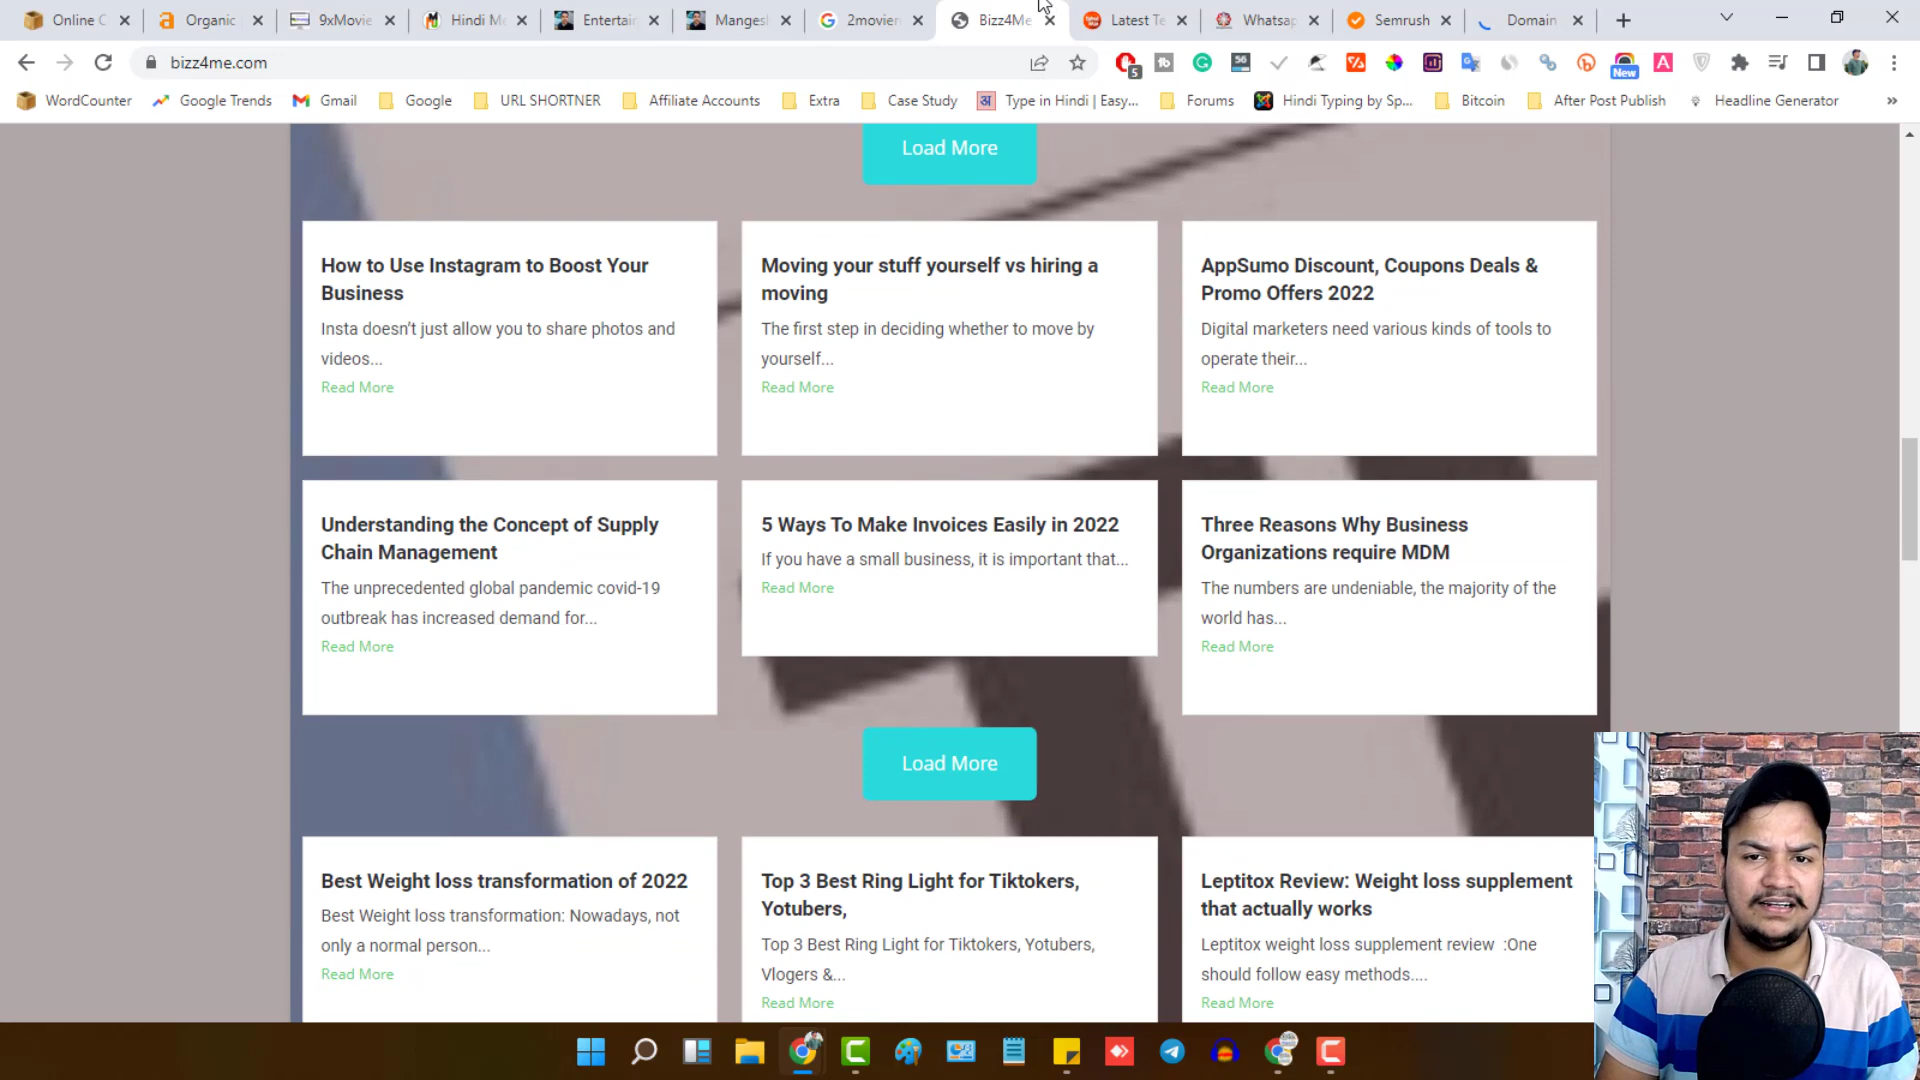 Online C
Organic
9xMovie
Hindi Me
Entertain
Mangesh
2movier
Bizz4Me
Latest Te
Whatsap
Semrush
Domain
bizz4me.com
5
56
New
WordCounter
Google Trends
Gmail
Google
URL SHORTNER
Affiliate Accounts
Extra
Case Study
अ Type in Hindi | Easy...
Forums
Hindi Typing by Sp...
Bitcoin
After Post Publish
Headline Generator
Load More
How to Use Instagram to Boost Your
Business
Insta doesn't just allow you to share photos and
videos...
Read More
Moving your stuff yourself vs hiring a
moving
The first step in deciding whether to move by
yourself...
Read More
AppSumo Discount, Coupons Deals &
Promo Offers 2022
Digital marketers need various kinds of tools to
operate their...
Read More
Understanding the Concept of Supply
Chain Management
The unprecedented global pandemic covid-19
outbreak has increased demand for...
Read More
5 Ways To Make Invoices Easily in 2022
If you have a small business, it is important that...
Read More
Three Reasons Why Business
Organizations require MDM
The numbers are undeniable, the majority of the
world has...
Read More
Load More
Best Weight loss transformation of 2022
Best Weight loss transformation: Nowadays, not
only a normal person...
Read More
Top 3 Best Ring Light for Tiktokers,
Yotubers,
Top 3 Best Ring Light for Tiktokers, Yotubers,
Vlogers &...
Read More
Leptitox Review: Weight loss supplement
that actually works
Leptitox weight loss supplement review :One
should follow easy methods....
Read More